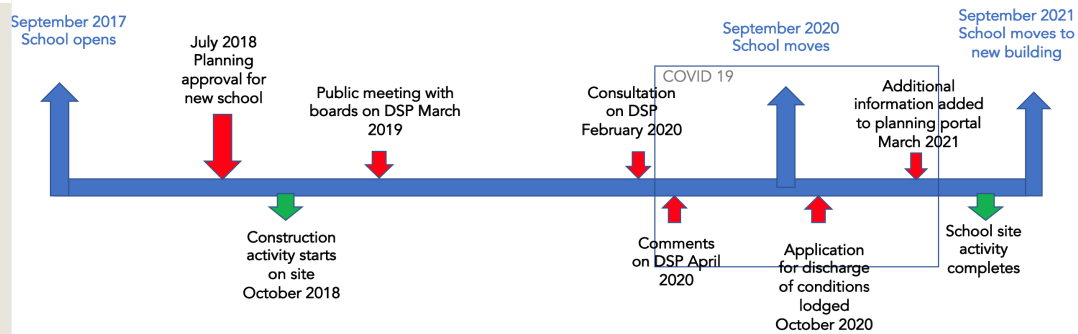 September 2017
School opens
July 2018
Planning
approval for
new school
Public meeting with
boards on DSP March
2019
Consultation
on DSP
February 2020
September 2020
School moves
COVID 19
Additional
information added
to planning portal
March 2021
September 2021
School moves to
new building
Construction
activity starts
on site
October 2018
Comments
on DSP April
2020
Application
for discharge
of conditions
lodged
October 2020
School site
activity
completes